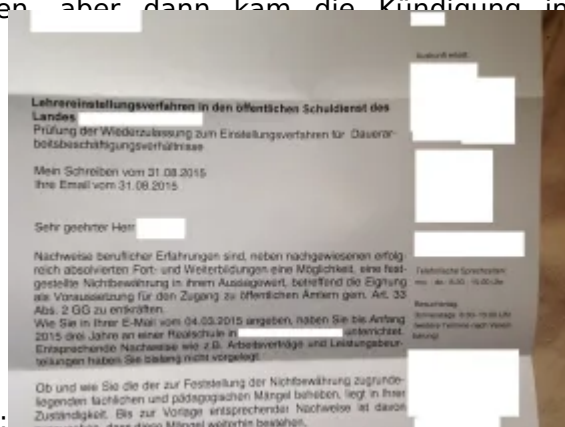 en, aber dann kam die Kündigung in
Auskunft erteilt
Lehrereinstellungsverfahren in den öffentlichen Schuldienst des
Landes
Prüfung der Wiederzulassung zum Einstellungsverfahren für Dauerar-
beitsbeschäftigungsverhältnisse
Mein Schreiben vom 31.08.2015
Ihre Email vom 31.08.2015
Sehr geehrter Herr
Nachweise beruflicher Erfahrungen sind, neben nachgewiesenen erfolg-
reich absolvierten Fort- und Weiterbildungen eine Möglichkeit, eine fest-
gestellte Nichtbewährung in ihrem Aussagewert, betreffend die Eignung
als Voraussetzung für den Zugang zu öffentlichen Ämtern gem. Art. 33
Abs. 2 GG zu entkräften.
Wie Sie in Ihrer E-Mail vom 04.03.2015 angeben, haben Sie bis Anfang
2015 drei Jahre an einer Realschule in unterrichtet.
Entsprechende Nachweise wie z.B. Arbeitsverträge und Leistungsbeur-
teilungen haben Sie bislang nicht vorgelegt.
Ob und wie Sie die der zur Feststellung der Nichtbewährung zugrunde-
liegenden fachlichen und pädagogischen Mängel beheben, liegt in Ihrer
Zuständigkeit. Bis zur Vorlage entsprechender Nachweise ist davon
auszugehen, dass diese Mängel weiterhin bestehen.
Telefonische Sprechzeiten
Besuchstag